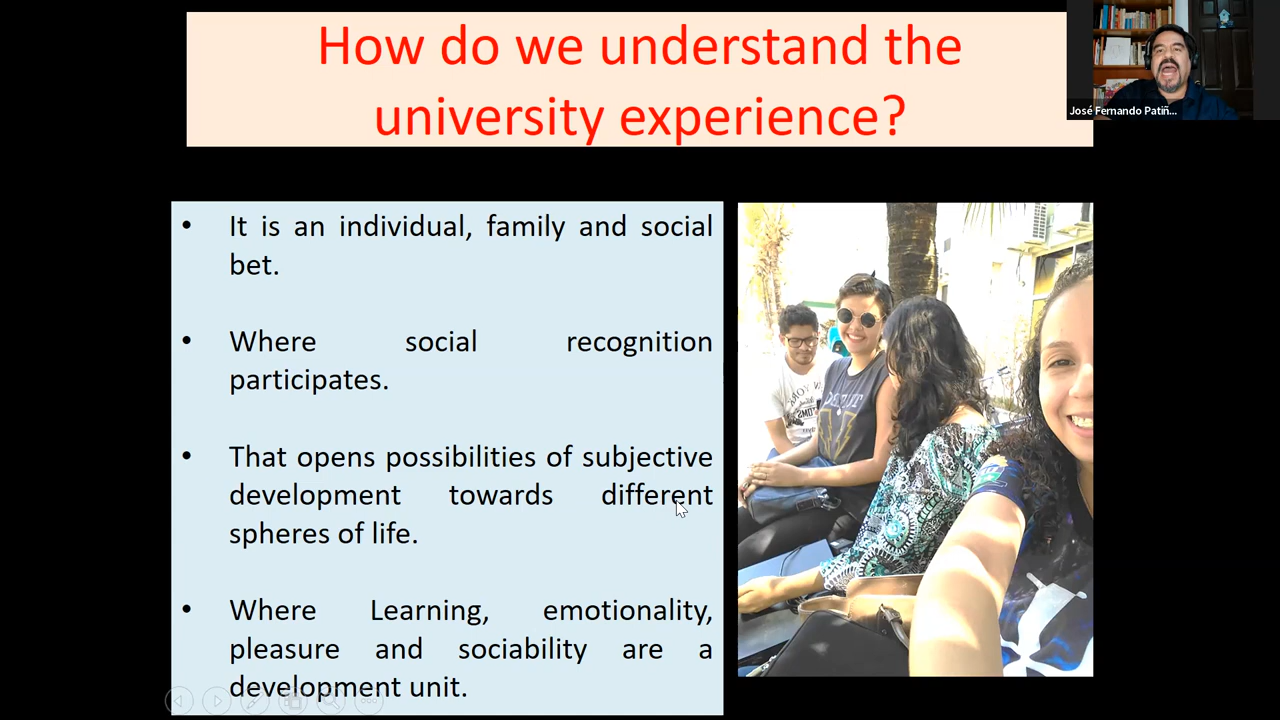 How do we understand the
university experience?
José Fernando Patiñ...
• It is an individual, family and social
bet.
• Where social recognition
participates.
• That opens possibilities of subjective
development towards different
spheres of life.
• Where Learning, emotionality,
pleasure and sociability are a
development unit.